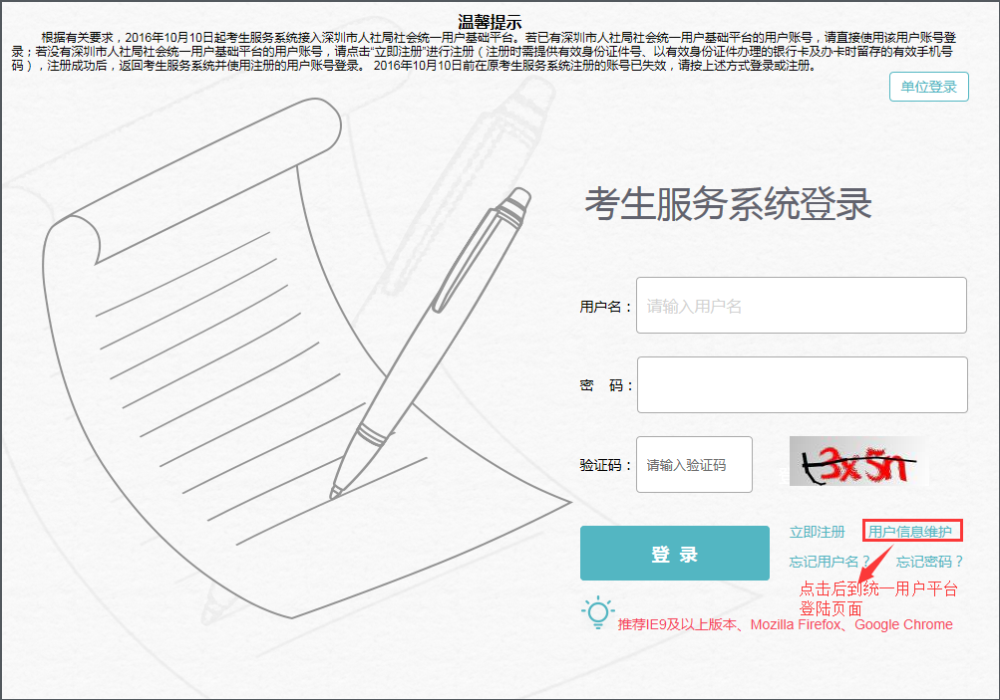 温馨提示
根据有关要求，2016年10月10日起考生服务系统接入深圳市人社局社会统一用户基础平台。若已有深圳市人社局社会统一用户基础平台的用户账号，请直接使用该用户账号登
录；若没有深圳市人社局社会统一用户基础平台的用户账号，请点击“立即注册”进行注册（注册时需提供有效身份证件号、以有效身份证件办理的银行卡及办卡时留存的有效手机号
码），注册成功后，返回考生服务系统并使用注册的用户账号登录。 2016年10月10日前在原考生服务系统注册的账号已失效，请按上述方式登录或注册。
单位登录
考生服务系统登录
用户名：
请输入用户名
密 码：
验证码：
请输入验证码
3x5n
登 录
立即注册 用户信息维护
忘记用户名？ 忘记密码？
点击后到统一用户平台
登陆页面
推荐IE9及以上版本、Mozilla Firefox、Google Chrome